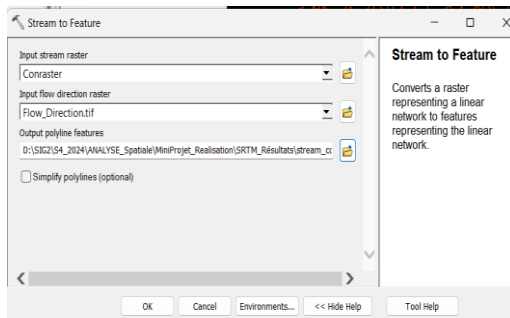 Stream to Feature
Input stream raster
Conraster
Input flow direction raster
Flow_Direction.tif
Output polyline features
D:\SIG2\S4_2024\ANALYSE_Spatiale\MiniProjet_Realisation\SRTM_Résultats\stream_cc
Simplify polylines (optional)
OK
Cancel
Environments...
<< Hide Help
Stream to Feature
Converts a raster
representing a linear
network to features
representing the linear
network.
Tool Help